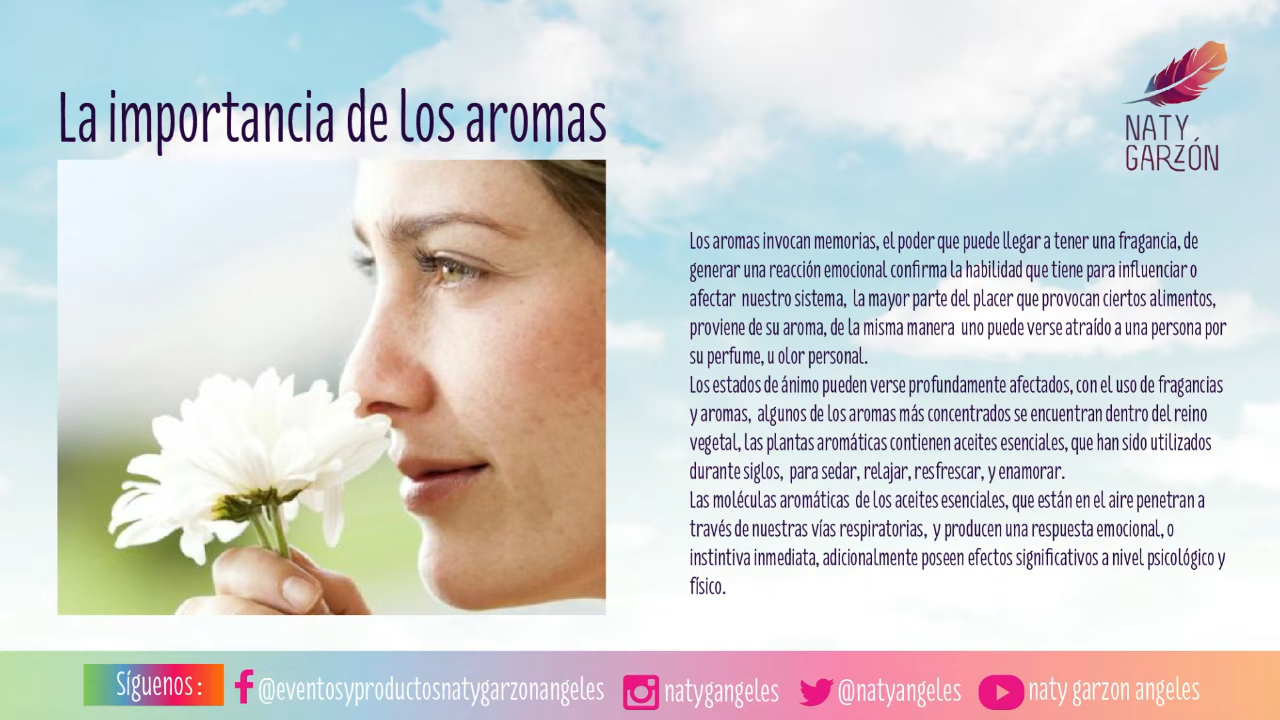 La importancia de los aromas
NATY
GARZÓN
Los aromas invocan memorias, el poder que puede llegar a tener una fragancia, de
generar una reacción emocional confirma la habilidad que tiene para influenciar o
afectar nuestro sistema, la mayor parte del placer que provocan ciertos alimentos,
proviene de su aroma, de la misma manera uno puede verse atraído a una persona por
su perfume, u olor personal.
Los estados de ánimo pueden verse profundamente afectados, con el uso de fragancias
y aromas, algunos de los aromas más concentrados se encuentran dentro del reino
vegetal, las plantas aromáticas contienen aceites esenciales, que han sido utilizados
durante siglos, para sedar, relajar, resfrescar, y enamorar.
Las moléculas aromáticas de los aceites esenciales, que están en el aire penetran a
través de nuestras vías respiratorias, y producen una respuesta emocional, o
instintiva inmediata, adicionalmente poseen efectos significativos a nivel psicológico y
físico.
Síguenos : @eventosyproductosnatygarzonangeles natygangeles @natyangeles naty garzon angeles